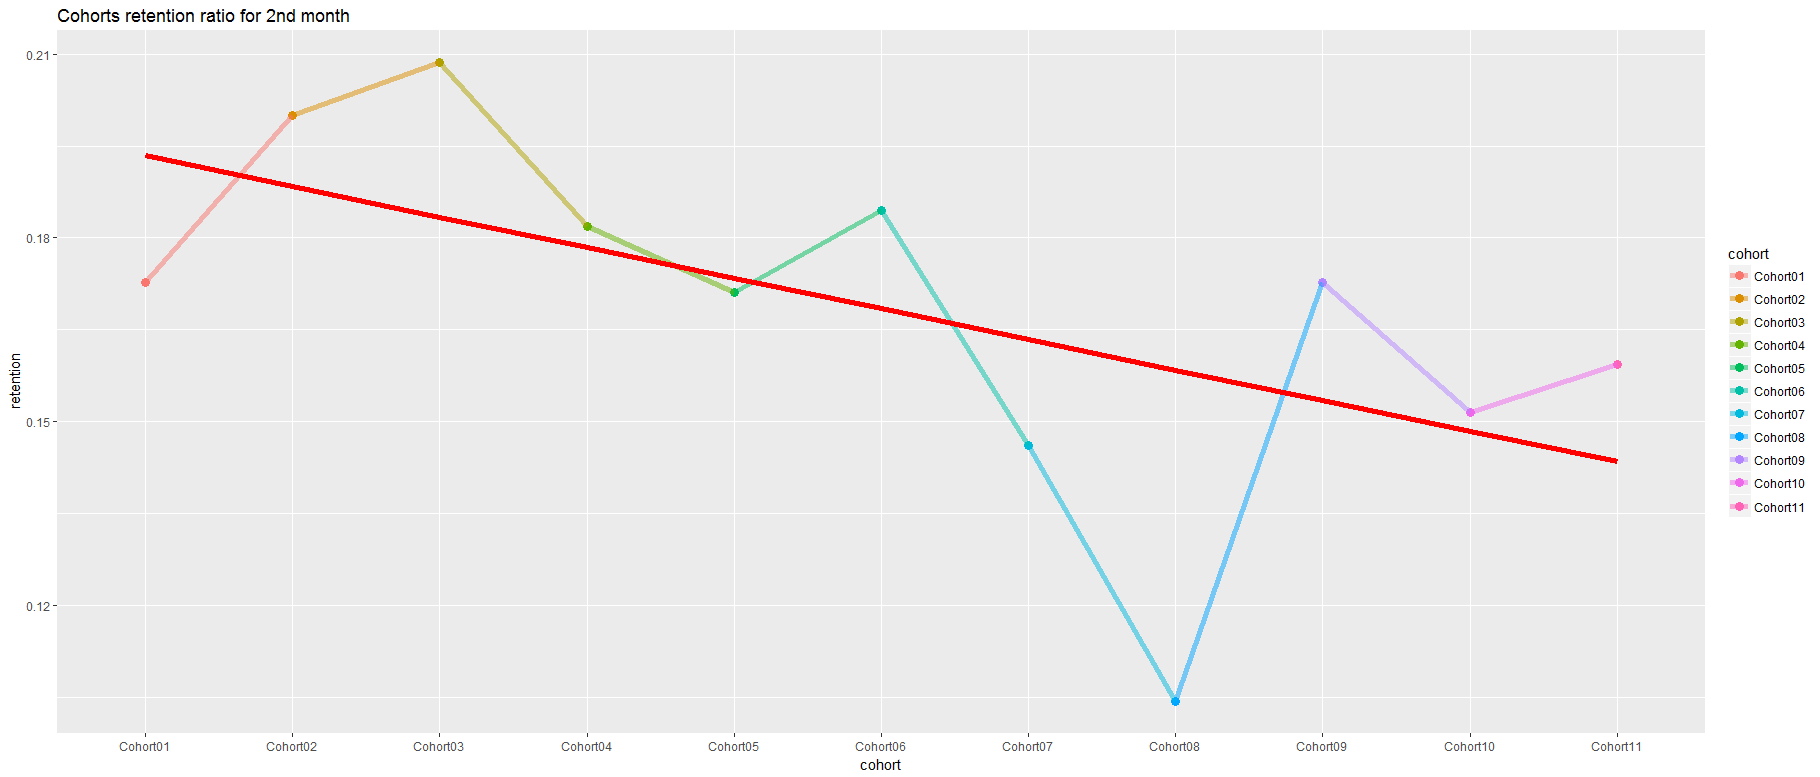 Cohorts retention ratio for 2nd month
0.21
0.18
0.15
0.12
retention
Cohort01 Cohort02 Cohort03 Cohort04 Cohort05 Cohort06 Cohort07 Cohort08 Cohort09 Cohort10 Cohort11
cohort
cohort
Cohort01
Cohort02
Cohort03
Cohort04
Cohort05
Cohort06
Cohort07
Cohort08
Cohort09
Cohort10
Cohort11